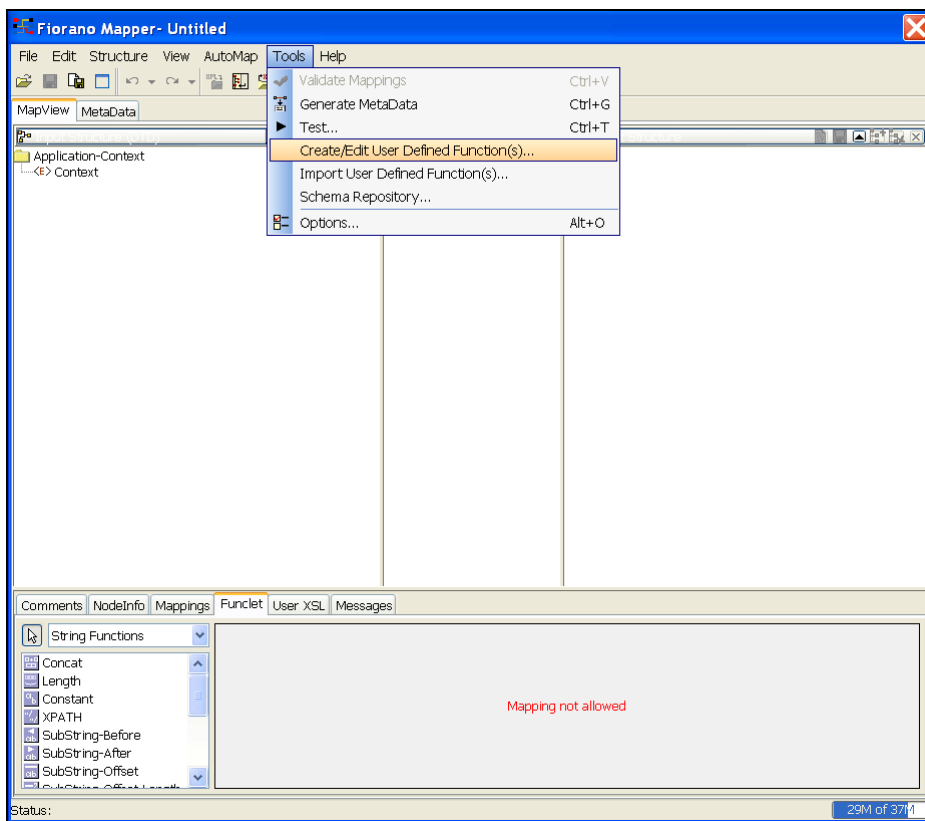 Fiorano Mapper- Untitled
File Edit Structure View AutoMap Tools Help
Validate Mappings Ctrl+V
Generate MetaData Ctrl+G
Test... Ctrl+T
Create/Edit User Defined Function(s)...
Import User Defined Function(s)...
Schema Repository...
Options... Alt+O
MapView MetaData
Application-Context
<E> Context
Comments NodeInfo Mappings Funclet User XSL Messages
String Functions
Concat
Length
Constant
XPATH
SubString-Before
SubString-After
SubString-Offset
Mapping not allowed
Status:
29M of 37M